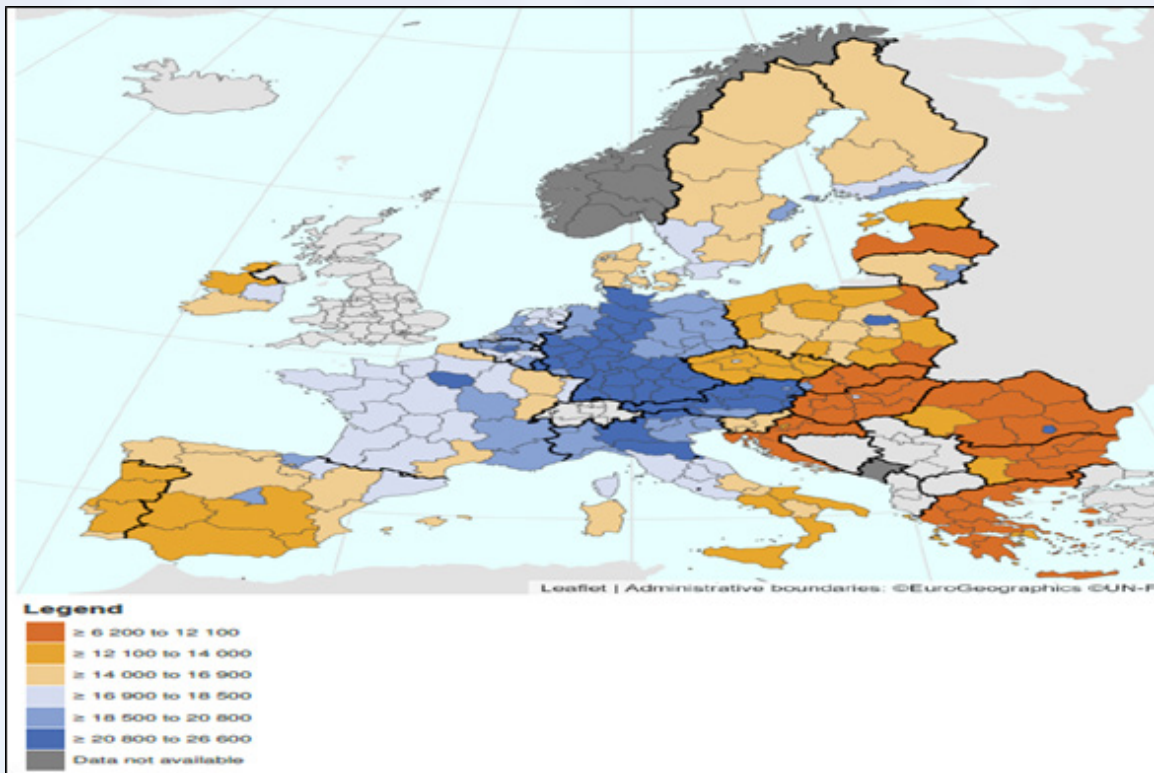 Leaflet | Administrative boundaries: ©EuroGeographics ©UN-F
Legend
≥ 6 200 to 12 100
≥ 12 100 to 14 000
≥ 14 000 to 16 900
≥ 16 900 to 18 500
≥ 18 500 to 20 800
≥ 20 800 to 26 600
Data not available